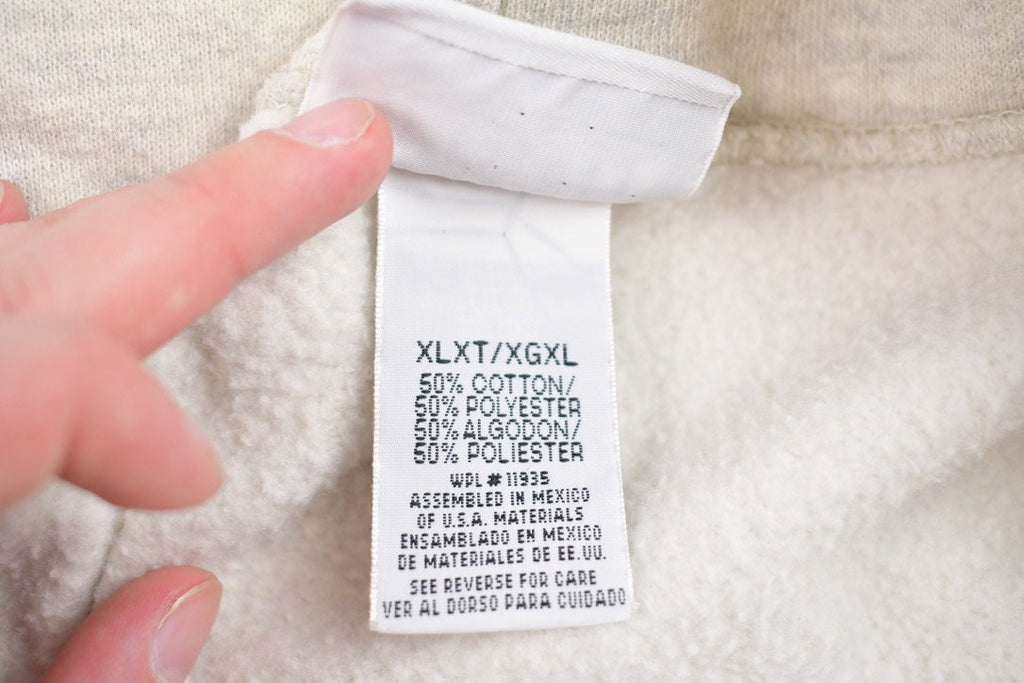 XLXT/XGXL
50% COTTON/
50% POLYESTER
50% ALGODON/
50% POLIESTER
WPL # 11935
ASSEMBLED IN MEXICO
OF U.S.A. MATERIALS
ENSAMBLADO EN MEXICO
DE MATERIALES DE EE.UU.
SEE REVERSE FOR CARE
VER AL DORSO PARA CUIDADO